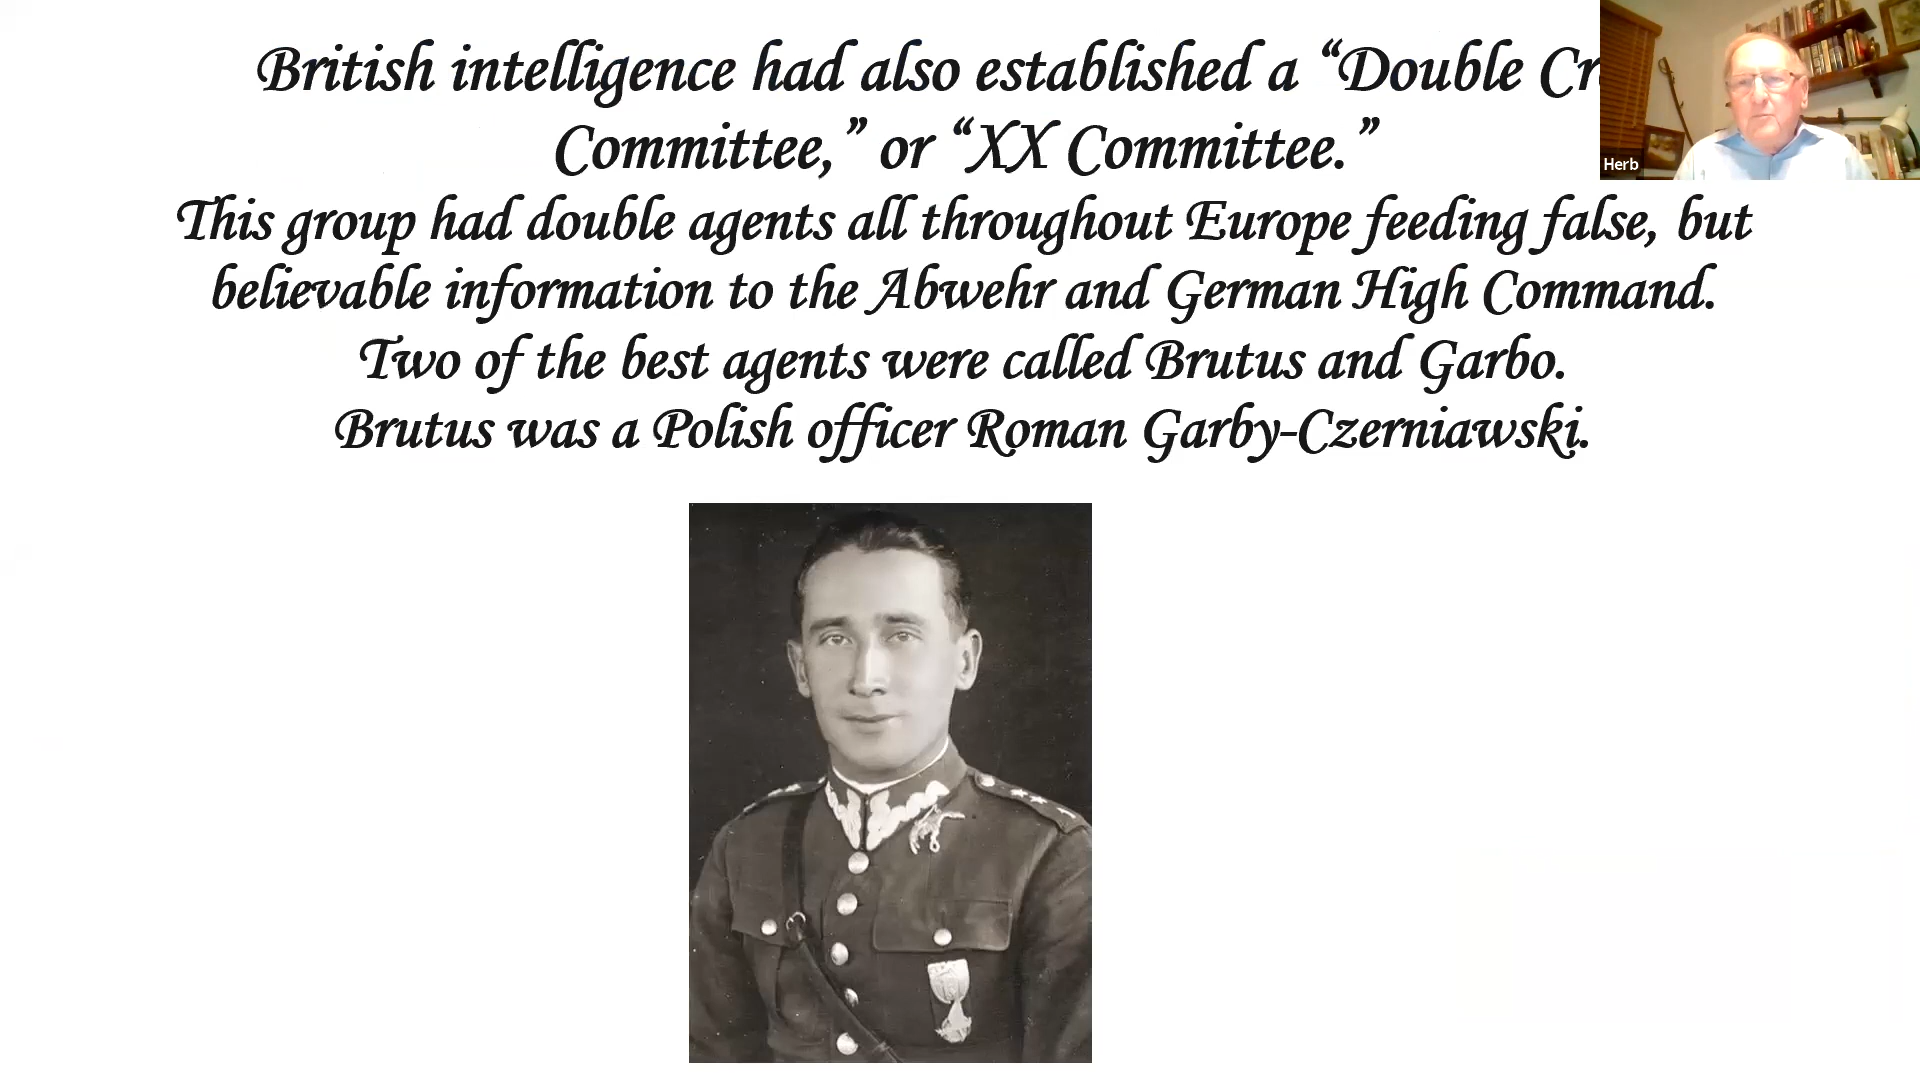 British intelligence had also established a “Double Cr
Committee,” or “XX Committee.”
This group had double agents all throughout Europe feeding false, but
believable information to the Abwehr and German High Command.
Two of the best agents were called Brutus and Garbo.
Brutus was a Polish officer Roman Garby-Czerniawski.
Herb